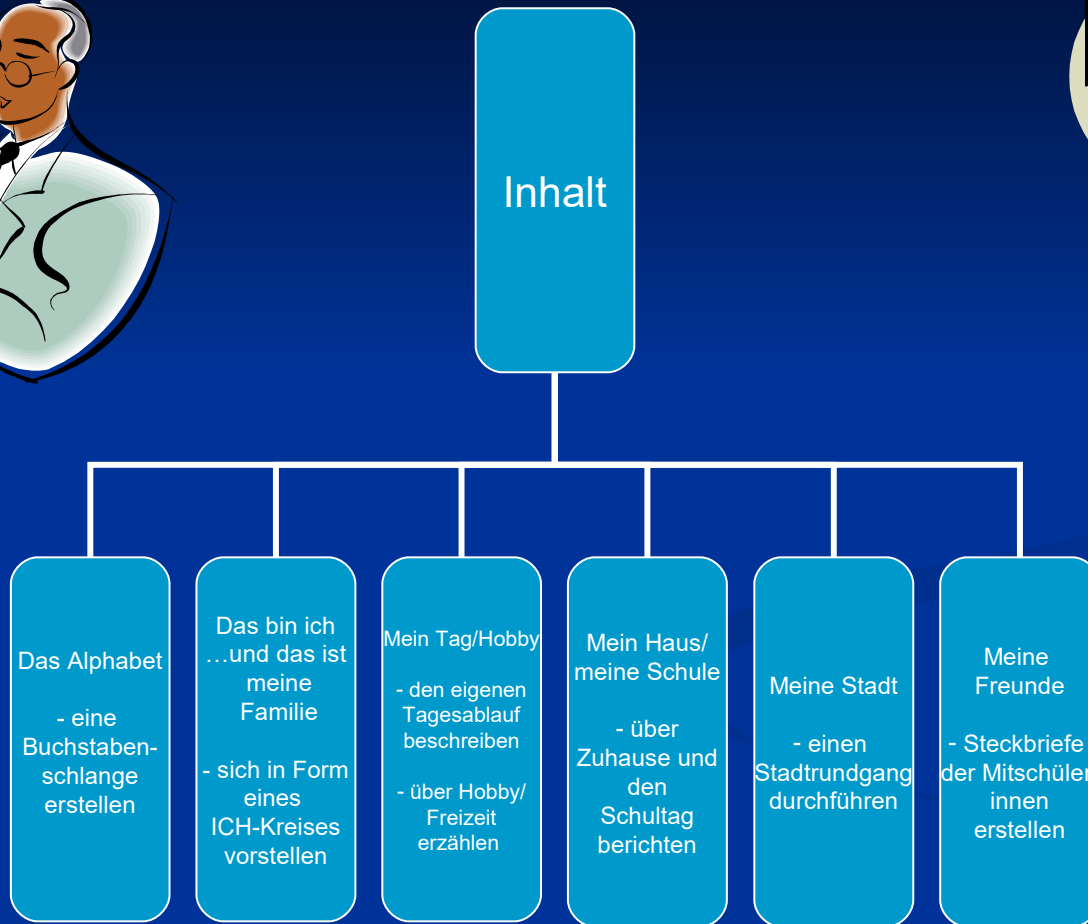 Inhalt
Das Alphabet
- eine
Buchstaben-
schlange
erstellen
Das bin ich
…und das ist
meine
Familie
- sich in Form
eines
ICH-Kreises
vorstellen
Mein Tag/Hobby
- den eigenen
Tagesablauf
beschreiben
- über Hobby/
Freizeit
erzählen
Mein Haus/
meine Schule
- über
Zuhause und
den
Schultag
berichten
Meine Stadt
- einen
Stadtrundgang
durchführen
Meine
Freunde
- Steckbriefe
der Mitschüler
innen
erstellen